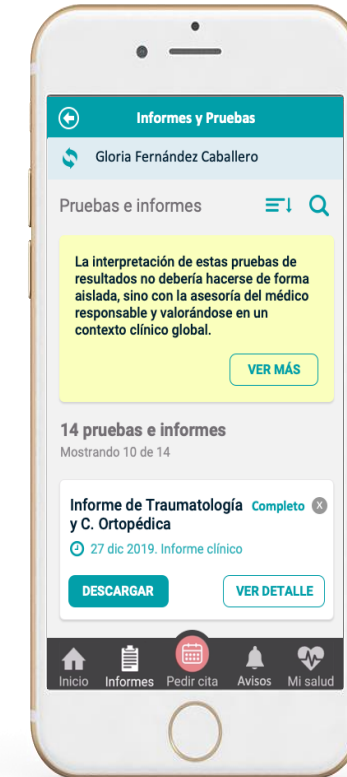 Informes y Pruebas
Gloria Fernández Caballero
Pruebas e informes
La interpretación de estas pruebas de
resultados no debería hacerse de forma
aislada, sino con la asesoría del médico
responsable y valorándose en un
contexto clínico global.
VER MÁS
14 pruebas e informes
Mostrando 10 de 14
Informe de Traumatología Completo X
y C. Ortopédica
27 dic 2019. Informe clínico
DESCARGAR VER DETALLE
Inicio Informes Pedir cita Avisos Mi salud